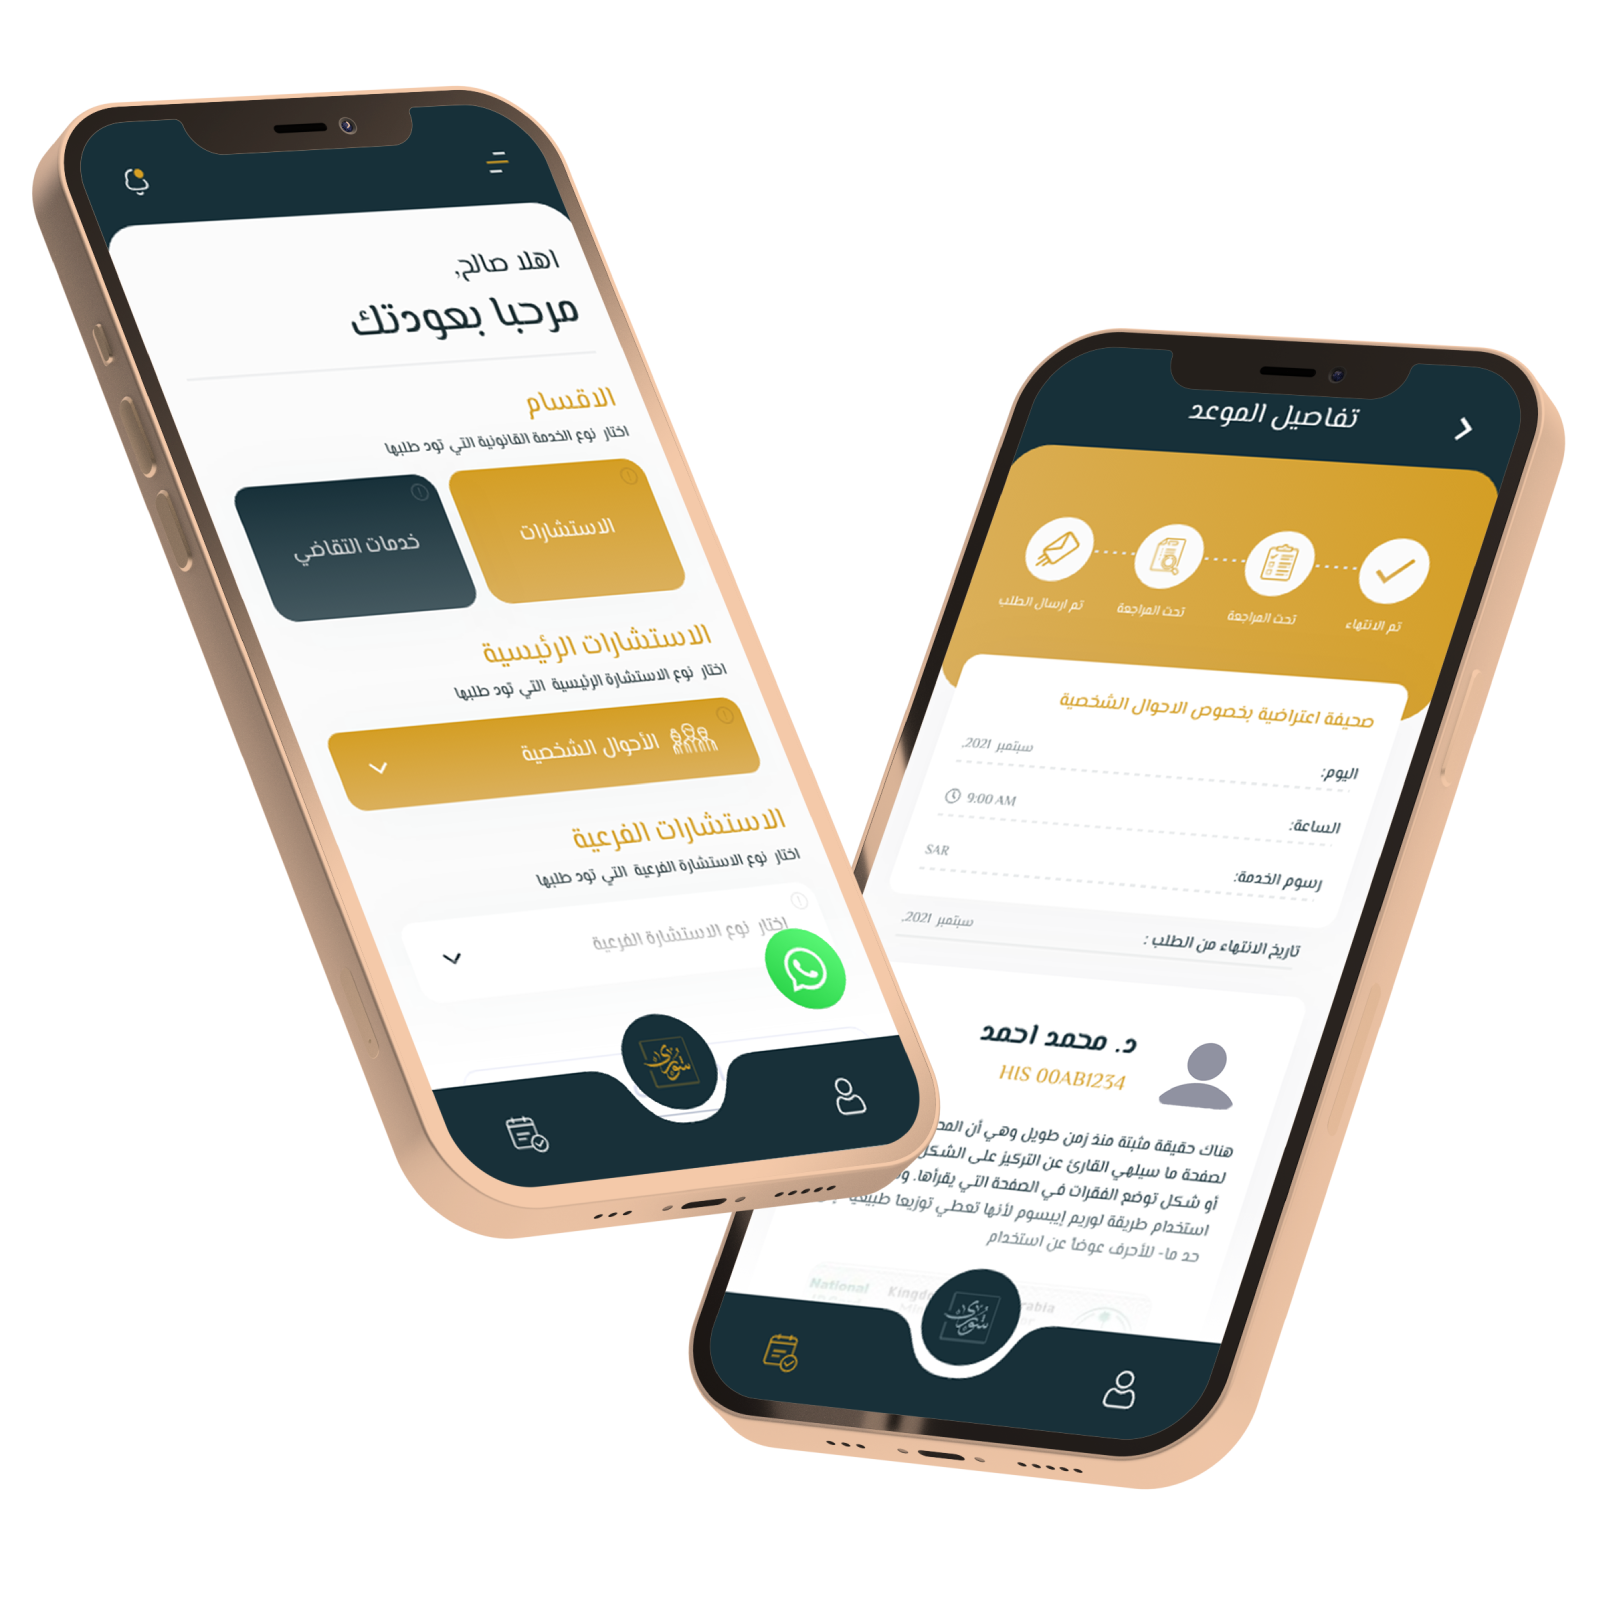 اهلا صالح,
مرحبا بعودتك
الاقسام
اختار نوع الخدمة القانونية التي تود طلبها
الاستشارات
خدمات التقاضي
الاستشارات الرئيسية
اختار نوع الاستشارة الرئيسية التي تود طلبها
الأحوال الشخصية
الاستشارات الفرعية
اختار نوع الاستشارة الفرعية التي تود طلبها
اختار نوع الاستشارة الفرعية
شورى
تفاصيل الموعد
تم الانتهاء
تحت المراجعة
تحت المراجعة
تم ارسال الطلب
صحيفة اعتراضية بخصوص الاحوال الشخصية
اليوم:
سبتمبر 2021,
الساعة:
9:00 AM
رسوم الخدمة:
SAR
تاريخ الانتهاء من الطلب :
سبتمبر 2021,
د. محمد احمد
HIS 00AB1234
هناك حقيقة مثبتة منذ زمن طويل وهي أن المحـ
لصفحة ما سيلهي القارئ عن التركيز على الشكل
أو شكل توضع الفقرات في الصفحة التي يقرأها.
استخدام طريقة لوريم إيبسوم لأنها تعطي توزيعا طبيعيا
حد ما- للأحرف عوضاً عن استخدام
National
شورى